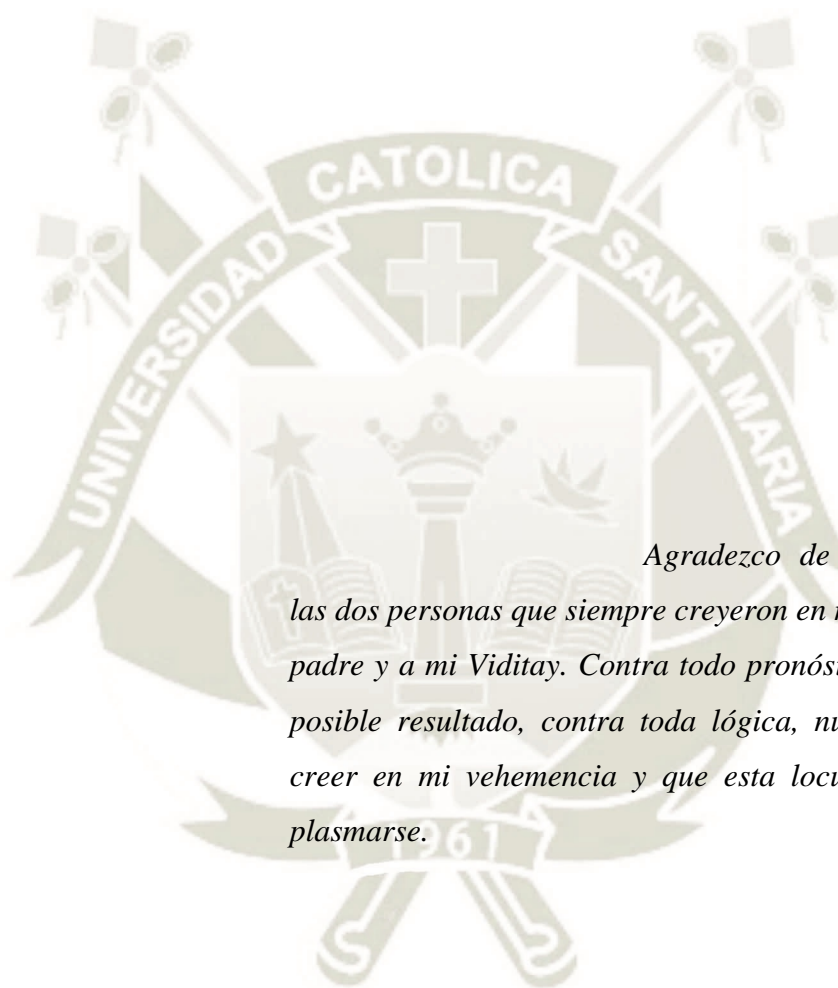 CATOLICA
UNIVERSIDAD
SANTA MARIA
Agradezco de
las dos personas que siempre creyeron en
padre y a mi Viditay. Contra todo
posible resultado, contra toda lógica,
creer en mi vehemencia y que esta
plasmarse.
1961